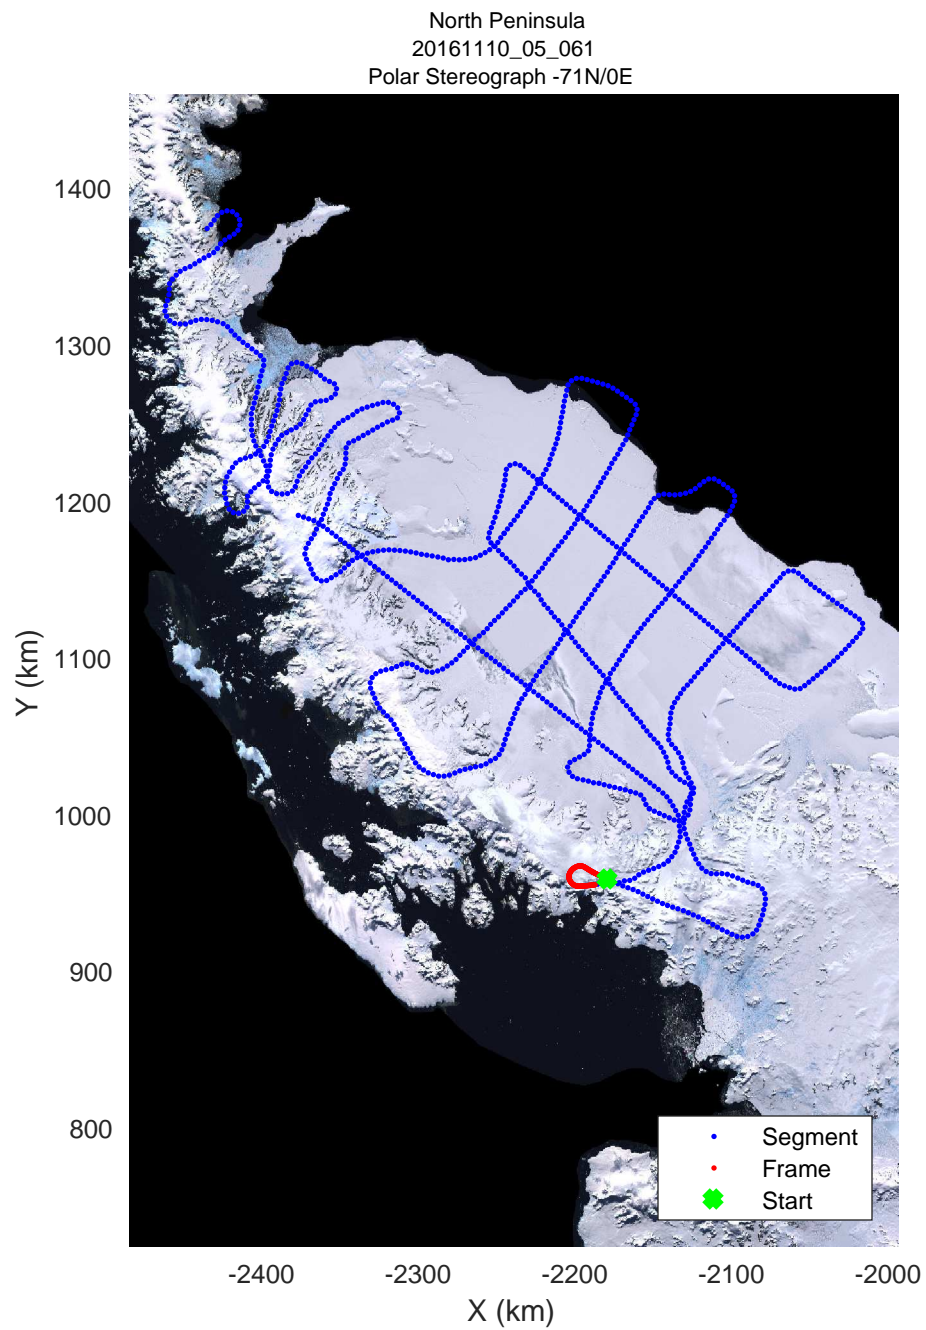 North Peninsula
20161110_05_061
Polar Stereograph -71N/0E
1400
1300
1200
1100
1000
900
800
Y (km)
-2400
-2300
-2200
-2100
-2000
X (km)
Segment
Frame
Start